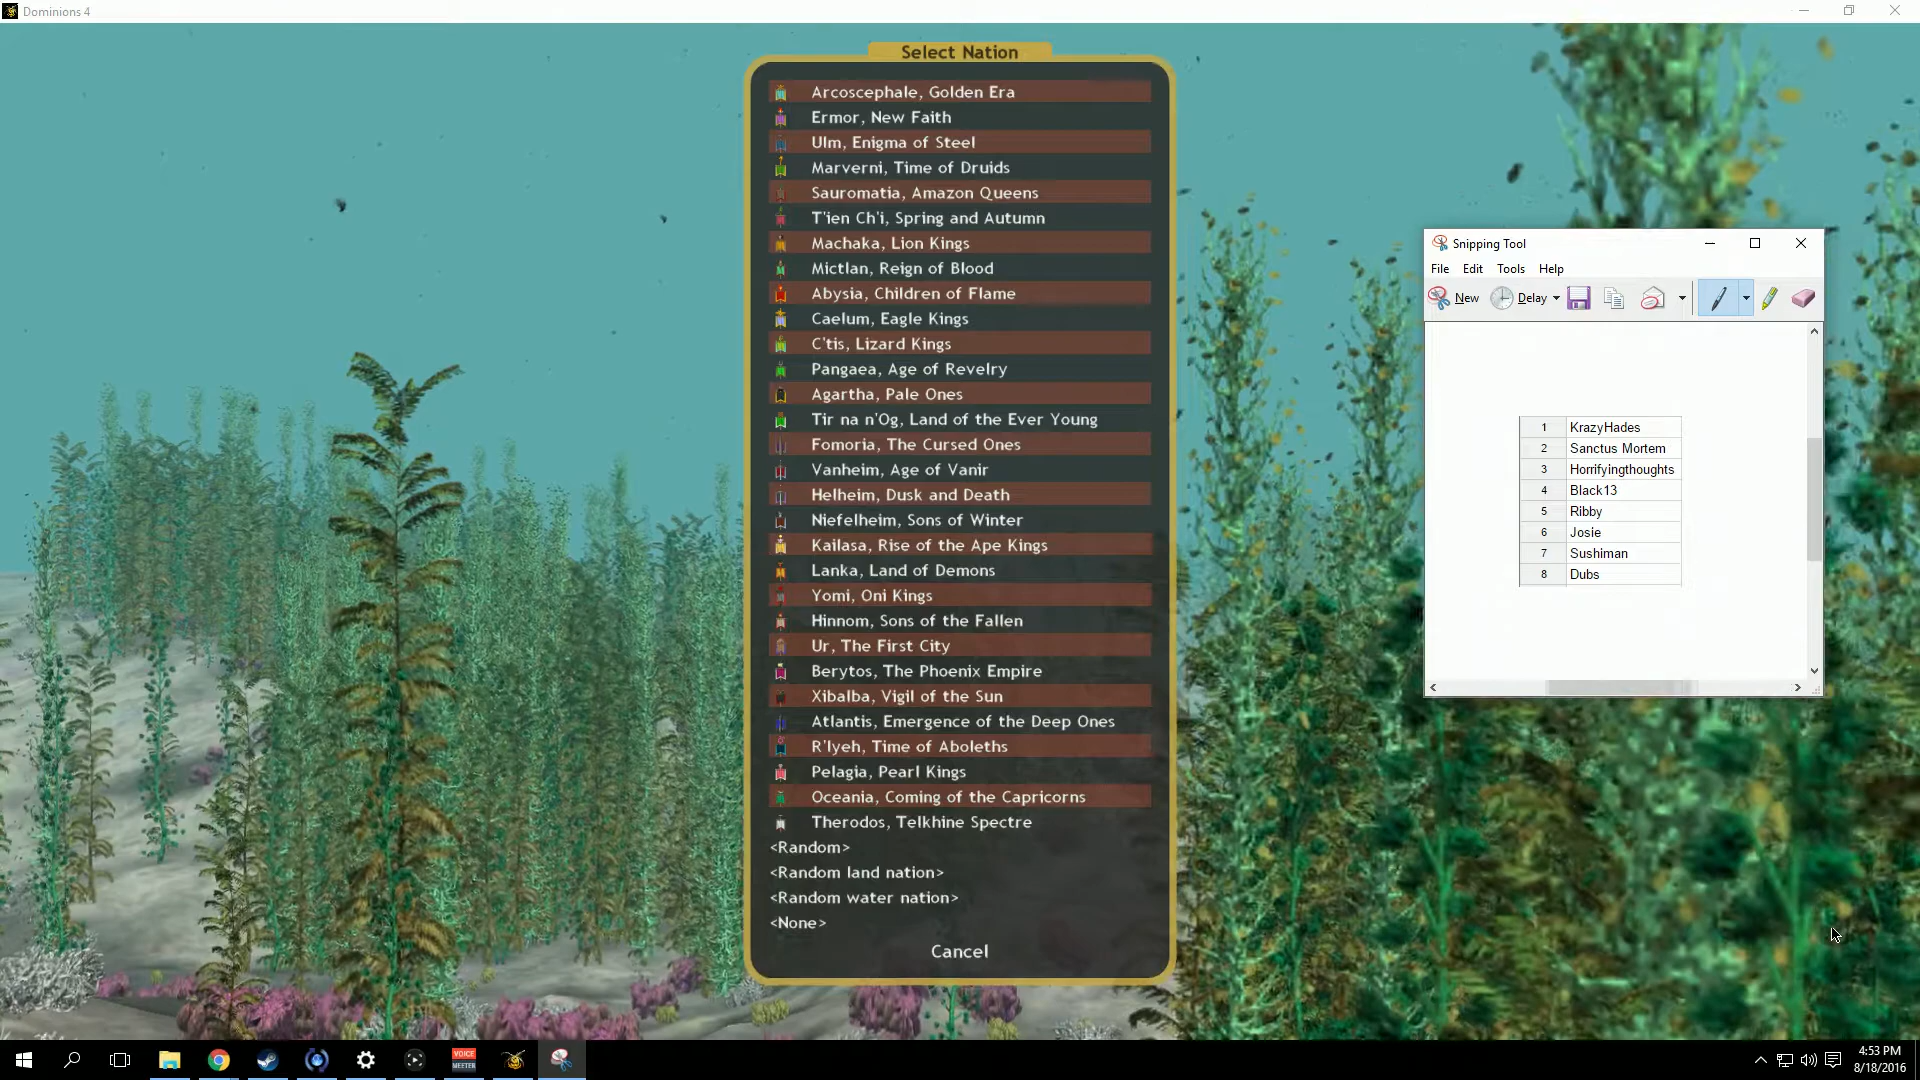 Dominions 4
Select Nation
Arcoscephale, Golden Era
Ermor, New Faith
Ulm, Enigma of Steel
Marverni, Time of Druids
Sauromatia, Amazon Queens
T'ien Ch'i, Spring and Autumn
Machaka, Lion Kings
Mictlan, Reign of Blood
Abysia, Children of Flame
Caelum, Eagle Kings
C'tis, Lizard Kings
Pangaea, Age of Revelry
Agartha, Pale Ones
Tir na n'Og, Land of the Ever Young
Fomoria, The Cursed Ones
Vanheim, Age of Vanir
Helheim, Dusk and Death
Niefelheim, Sons of Winter
Kailasa, Rise of the Ape Kings
Lanka, Land of Demons
Yomi, Oni Kings
Hinnom, Sons of the Fallen
Ur, The First City
Berytos, The Phoenix Empire
Xibalba, Vigil of the Sun
Atlantis, Emergence of the Deep Ones
R'lyeh, Time of Aboleths
Pelagia, Pearl Kings
Oceania, Coming of the Capricorns
Therodos, Telkhine Spectre
<Random>
<Random land nation>
<Random water nation>
<None>
Cancel
Snipping Tool
File Edit Tools Help
New Delay
1 KrazyHades
2 Sanctus Mortem
3 Horrifyingthoughts
4 Black13
5 Ribby
6 Josie
7 Sushiman
8 Dubs
VOICE
MEETER
4:53 PM
8/18/2016